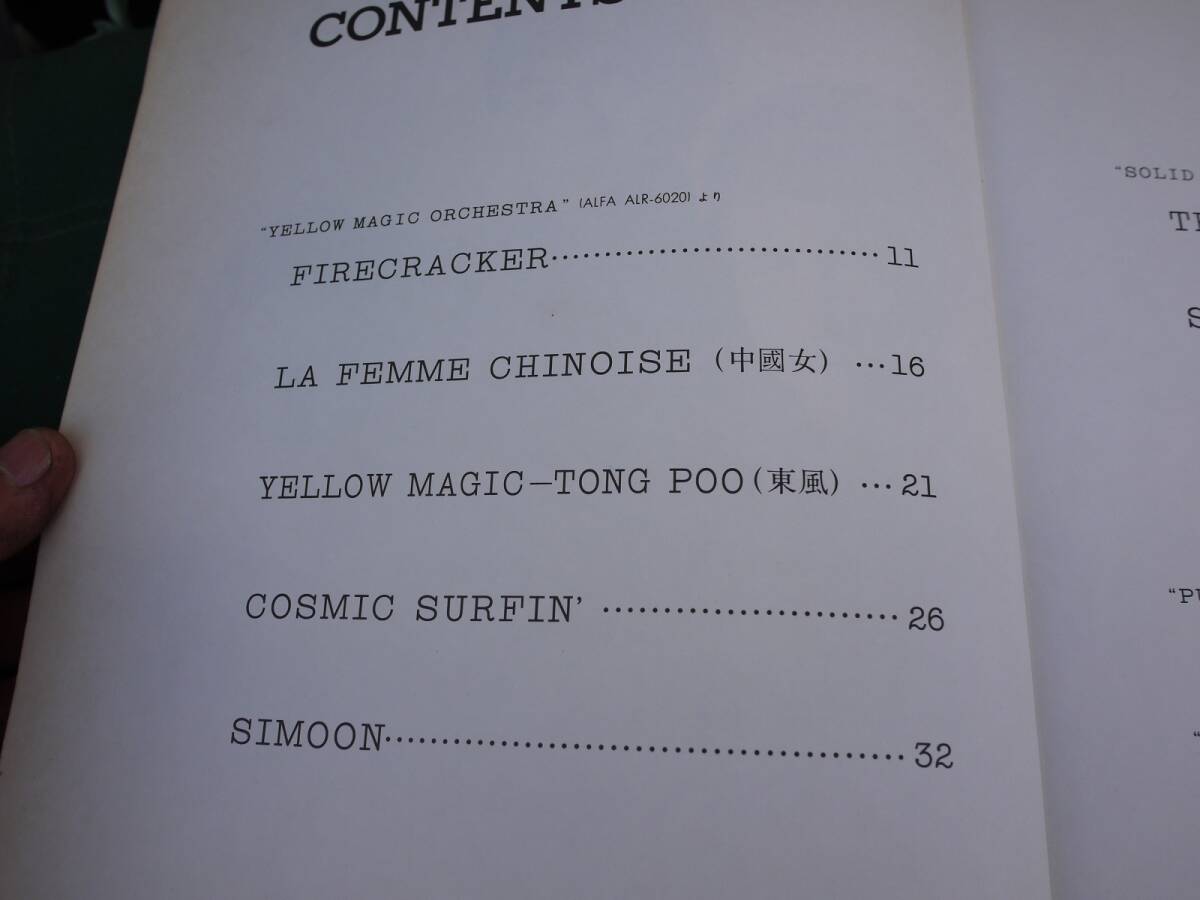 CONTENTS
“YELLOW MAGIC ORCHESTRA” (ALFA ALR-6020) より
FIRECRACKER……………………………11
LA FEMME CHINOISE (中國女) …16
YELLOW MAGIC—TONG POO (東風) …21
COSMIC SURFIN’ ………………………26
SIMOON……………………………………………32
“SOLID